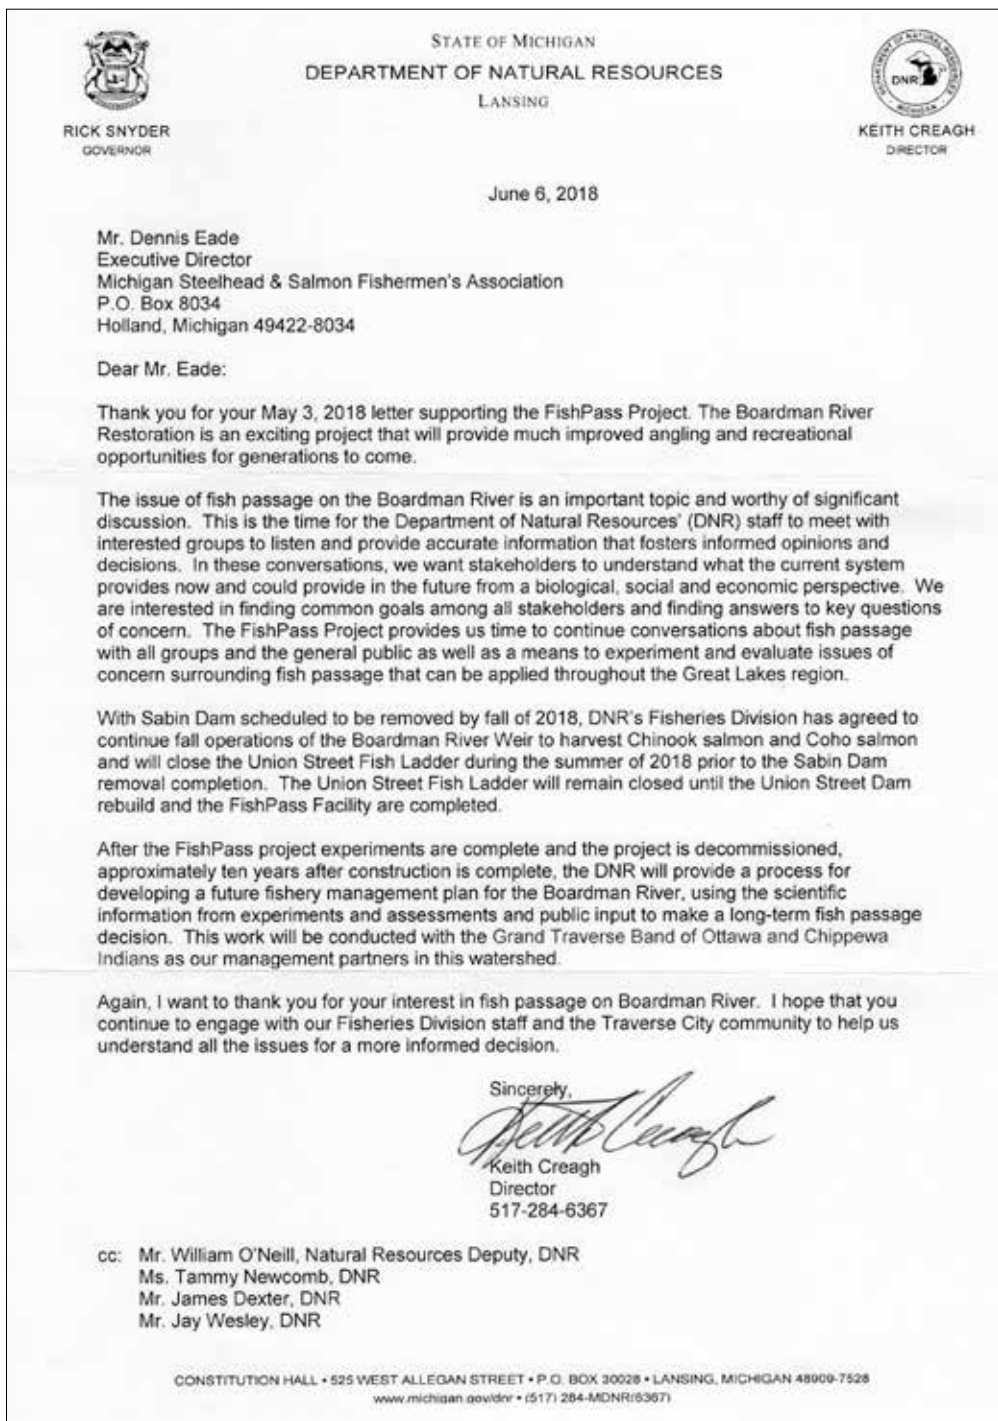 STATE OF MICHIGAN
DEPARTMENT OF NATURAL RESOURCES
LANSING
RICK SNYDER
GOVERNOR
DEPARTMENT OF NATURAL RESOURCES
DNR
MICHIGAN
KEITH CREAGH
DIRECTOR
June 6, 2018
Mr. Dennis Eade
Executive Director
Michigan Steelhead & Salmon Fishermen's Association
P.O. Box 8034
Holland, Michigan 49422-8034
Dear Mr. Eade:
Thank you for your May 3, 2018 letter supporting the FishPass Project. The Boardman River
Restoration is an exciting project that will provide much improved angling and recreational
opportunities for generations to come.
The issue of fish passage on the Boardman River is an important topic and worthy of significant
discussion. This is the time for the Department of Natural Resources' (DNR) staff to meet with
interested groups to listen and provide accurate information that fosters informed opinions and
decisions. In these conversations, we want stakeholders to understand what the current system
provides now and could provide in the future from a biological, social and economic perspective. We
are interested in finding common goals among all stakeholders and finding answers to key questions
of concern. The FishPass Project provides us time to continue conversations about fish passage
with all groups and the general public as well as a means to experiment and evaluate issues of
concern surrounding fish passage that can be applied throughout the Great Lakes region.
With Sabin Dam scheduled to be removed by fall of 2018, DNR's Fisheries Division has agreed to
continue fall operations of the Boardman River Weir to harvest Chinook salmon and Coho salmon
and will close the Union Street Fish Ladder during the summer of 2018 prior to the Sabin Dam
removal completion. The Union Street Fish Ladder will remain closed until the Union Street Dam
rebuild and the FishPass Facility are completed.
After the FishPass project experiments are complete and the project is decommissioned,
approximately ten years after construction is complete, the DNR will provide a process for
developing a future fishery management plan for the Boardman River, using the scientific
information from experiments and assessments and public input to make a long-term fish passage
decision. This work will be conducted with the Grand Traverse Band of Ottawa and Chippewa
Indians as our management partners in this watershed.
Again, I want to thank you for your interest in fish passage on Boardman River. I hope that you
continue to engage with our Fisheries Division staff and the Traverse City community to help us
understand all the issues for a more informed decision.
Sincerely,
Keith Creagh
Keith Creagh
Director
517-284-6367
cc: Mr. William O'Neill, Natural Resources Deputy, DNR
Ms. Tammy Newcomb, DNR
Mr. James Dexter, DNR
Mr. Jay Wesley, DNR
CONSTITUTION HALL • 525 WEST ALLEGAN STREET • P.O. BOX 30028 • LANSING, MICHIGAN 48909-7528
www.michigan.gov/dnr • (517) 284-MDNR(6367)